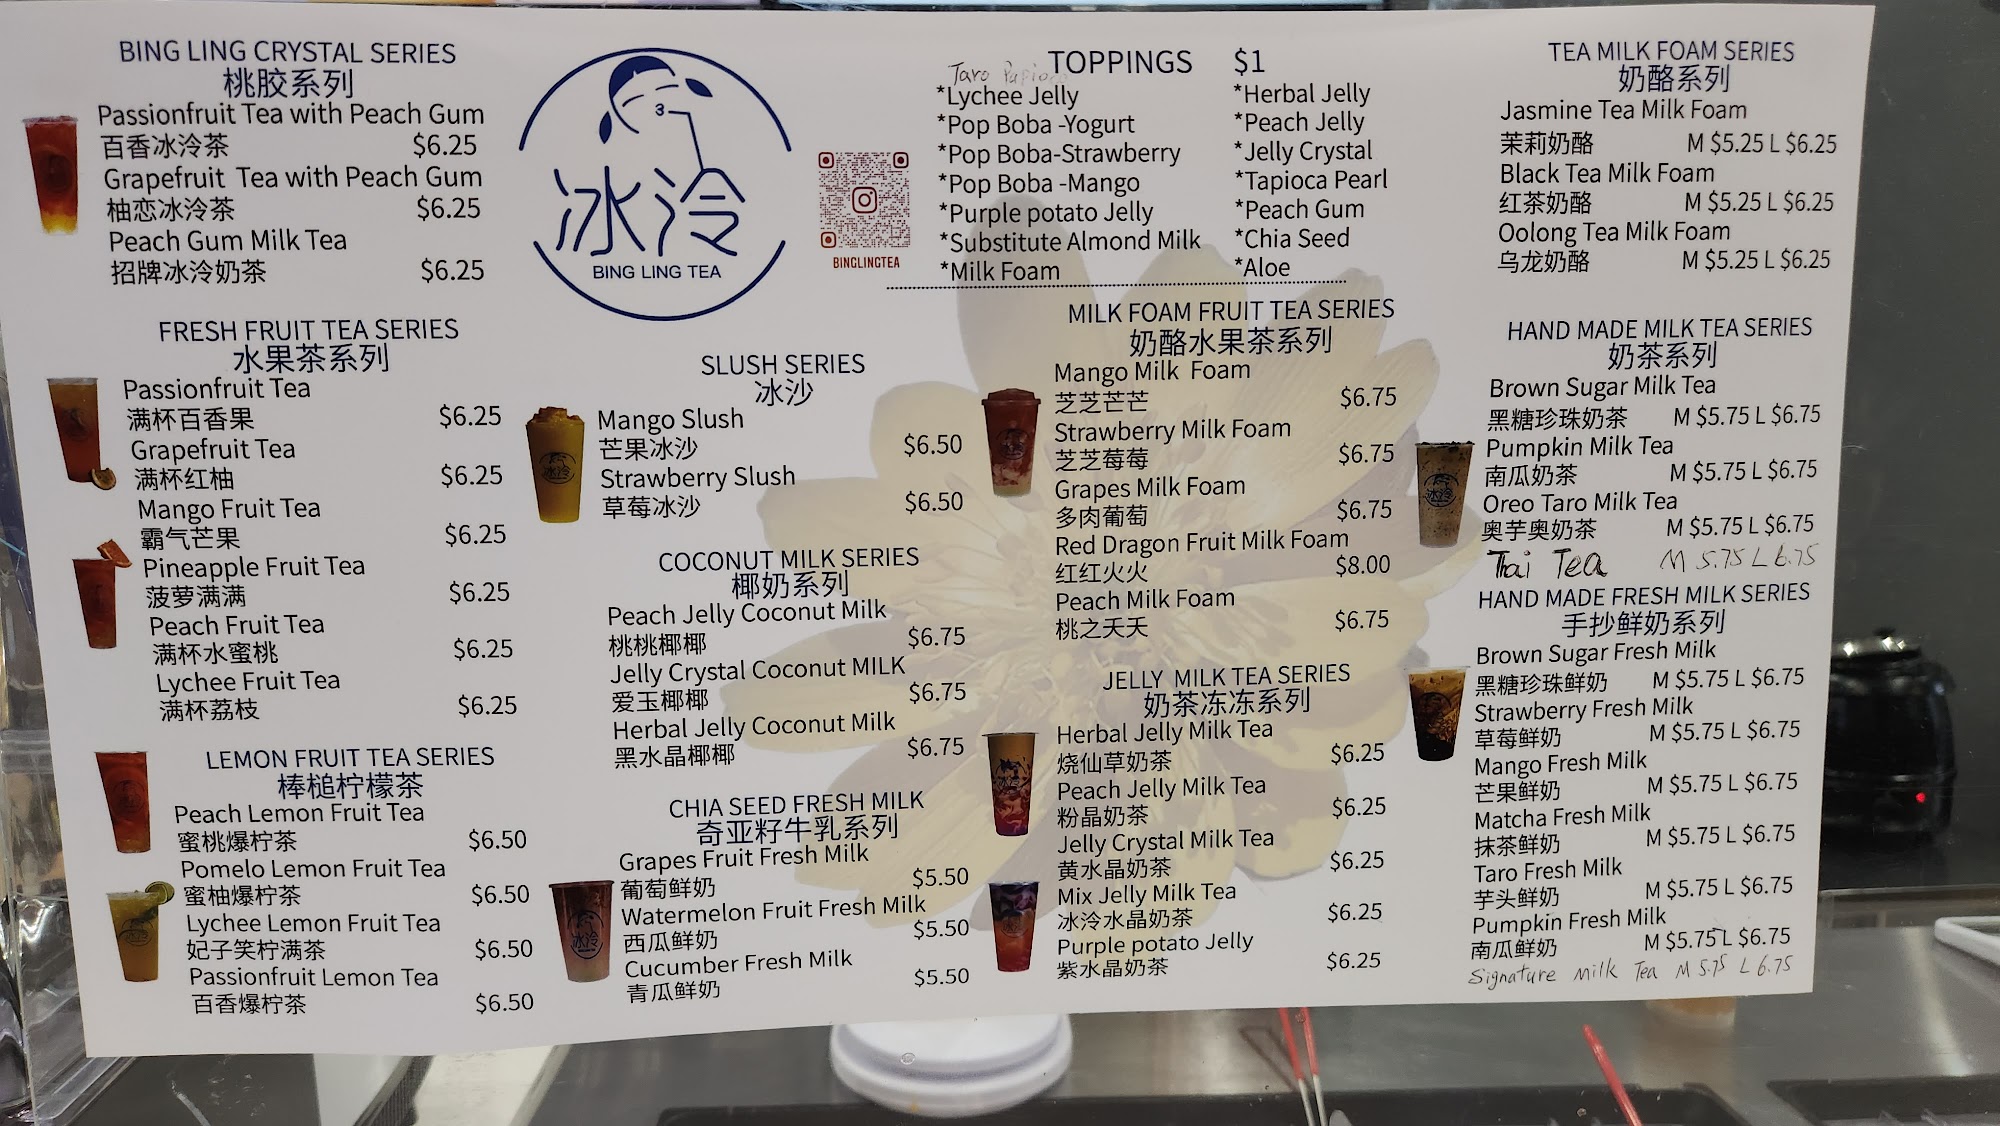 BING LING CRYSTAL SERIES
桃胶系列
Passionfruit Tea with Peach Gum
百香冰泠茶 $6.25
Grapefruit Tea with Peach Gum
柚恋冰泠茶 $6.25
Peach Gum Milk Tea
招牌冰泠奶茶 $6.25
FRESH FRUIT TEA SERIES
水果茶系列
Passionfruit Tea
满杯百香果 $6.25
Grapefruit Tea
满杯红柚 $6.25
Mango Fruit Tea
霸气芒果 $6.25
Pineapple Fruit Tea
菠萝满满 $6.25
Peach Fruit Tea
满杯水蜜桃 $6.25
Lychee Fruit Tea
满杯荔枝 $6.25
LEMON FRUIT TEA SERIES
棒槌柠檬茶
Peach Lemon Fruit Tea
蜜桃爆柠茶 $6.50
Pomelo Lemon Fruit Tea
蜜柚爆柠茶 $6.50
Lychee Lemon Fruit Tea
妃子笑柠满茶 $6.50
Passionfruit Lemon Tea
百香爆柠茶 $6.50
冰泠
BING LING TEA
BINGLINGTEA
SLUSH SERIES
冰沙
Mango Slush
芒果冰沙 $6.50
Strawberry Slush
草莓冰沙 $6.50
COCONUT MILK SERIES
椰奶系列
Peach Jelly Coconut Milk
桃桃椰椰 $6.75
Jelly Crystal Coconut MILK
爱玉椰椰 $6.75
Herbal Jelly Coconut Milk
黑水晶椰椰 $6.75
CHIA SEED FRESH MILK
奇亚籽牛乳系列
Grapes Fruit Fresh Milk
葡萄鲜奶 $5.50
Watermelon Fruit Fresh Milk
西瓜鲜奶 $5.50
Cucumber Fresh Milk
青瓜鲜奶 $5.50
TOPPINGS $1
Taro
*Lychee Jelly
*Pop Boba -Yogurt
*Pop Boba-Strawberry
*Pop Boba -Mango
*Purple potato Jelly
*Substitute Almond Milk
*Milk Foam
*Herbal Jelly
*Peach Jelly
*Jelly Crystal
*Tapioca Pearl
*Peach Gum
*Chia Seed
*Aloe
MILK FOAM FRUIT TEA SERIES
奶酪水果茶系列
Mango Milk Foam
芝芝芒芒 $6.75
Strawberry Milk Foam
芝芝莓莓 $6.75
Grapes Milk Foam
多肉葡萄 $6.75
Red Dragon Fruit Milk Foam
红红火火 $8.00
Peach Milk Foam
桃之夭夭 $6.75
JELLY MILK TEA SERIES
奶茶冻冻系列
Herbal Jelly Milk Tea
烧仙草奶茶 $6.25
Peach Jelly Milk Tea
粉晶奶茶 $6.25
Jelly Crystal Milk Tea
黄水晶奶茶 $6.25
Mix Jelly Milk Tea
冰泠水晶奶茶 $6.25
Purple potato Jelly
紫水晶奶茶 $6.25
TEA MILK FOAM SERIES
奶酪系列
Jasmine Tea Milk Foam
茉莉奶酪 M $5.25 L $6.25
Black Tea Milk Foam
红茶奶酪 M $5.25 L $6.25
Oolong Tea Milk Foam
乌龙奶酪 M $5.25 L $6.25
HAND MADE MILK TEA SERIES
奶茶系列
Brown Sugar Milk Tea
黑糖珍珠奶茶 M $5.75 L $6.75
Pumpkin Milk Tea
南瓜奶茶 M $5.75 L $6.75
Oreo Taro Milk Tea
奥芋奥奶茶 M $5.75 L $6.75
Thai Tea M 5.75 L 6.75
HAND MADE FRESH MILK SERIES
手抄鲜奶系列
Brown Sugar Fresh Milk
黑糖珍珠鲜奶 M $5.75 L $6.75
Strawberry Fresh Milk
草莓鲜奶 M $5.75 L $6.75
Mango Fresh Milk
芒果鲜奶 M $5.75 L $6.75
Matcha Fresh Milk
抹茶鲜奶 M $5.75 L $6.75
Taro Fresh Milk
芋头鲜奶 M $5.75 L $6.75
Pumpkin Fresh Milk
南瓜鲜奶 M $5.75 L $6.75
Signature Milk Tea M 5.75 L 6.75